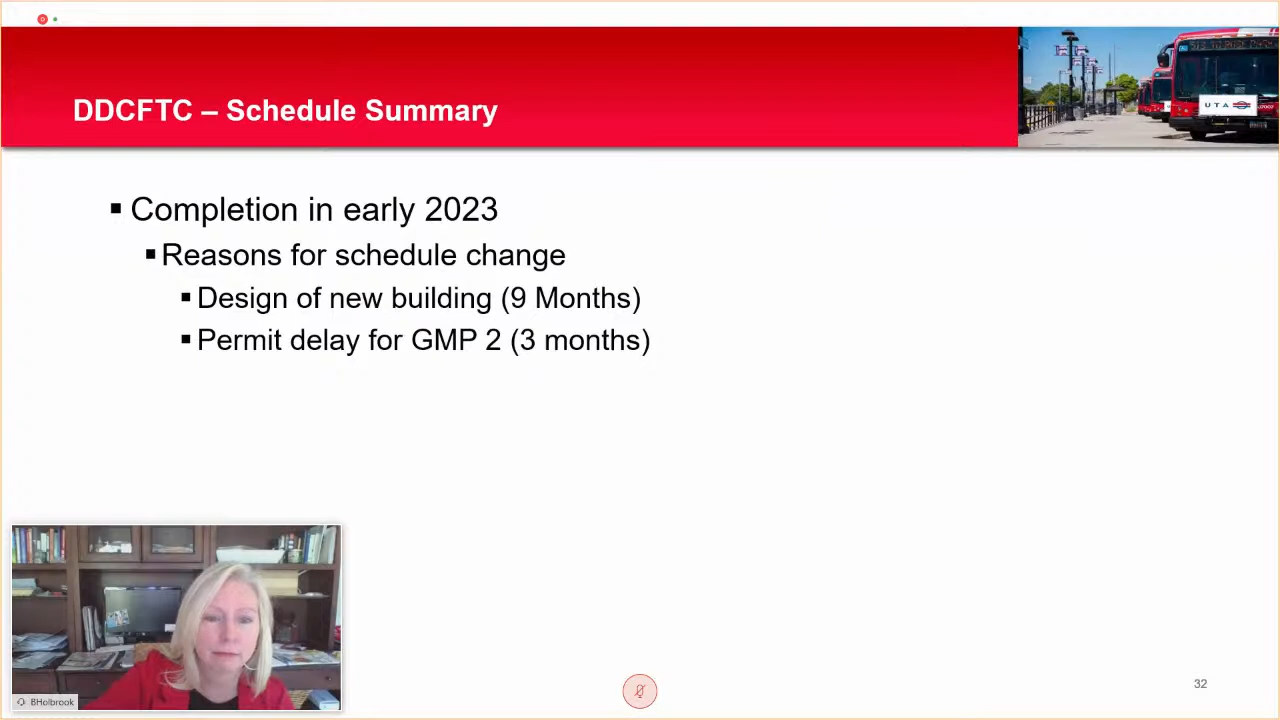 DDCFTC – Schedule Summary
UTA
Completion in early 2023
Reasons for schedule change
Design of new building (9 Months)
Permit delay for GMP 2 (3 months)
BHolbrook
32